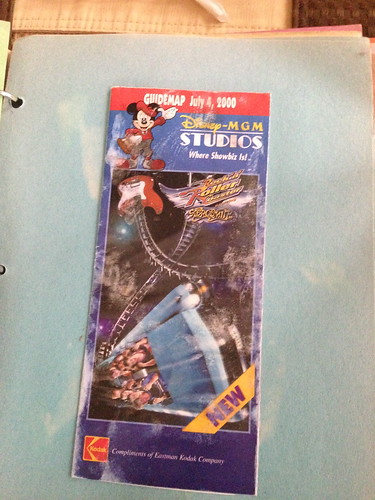 GUIDEMAP July 4, 2000
Disney-MGM
STUDIOS
Where Showbiz Is!
Rock 'n'
Roller
Coaster
AEROSMITH
NEW
Kodak
Compliments of Eastman Kodak Company